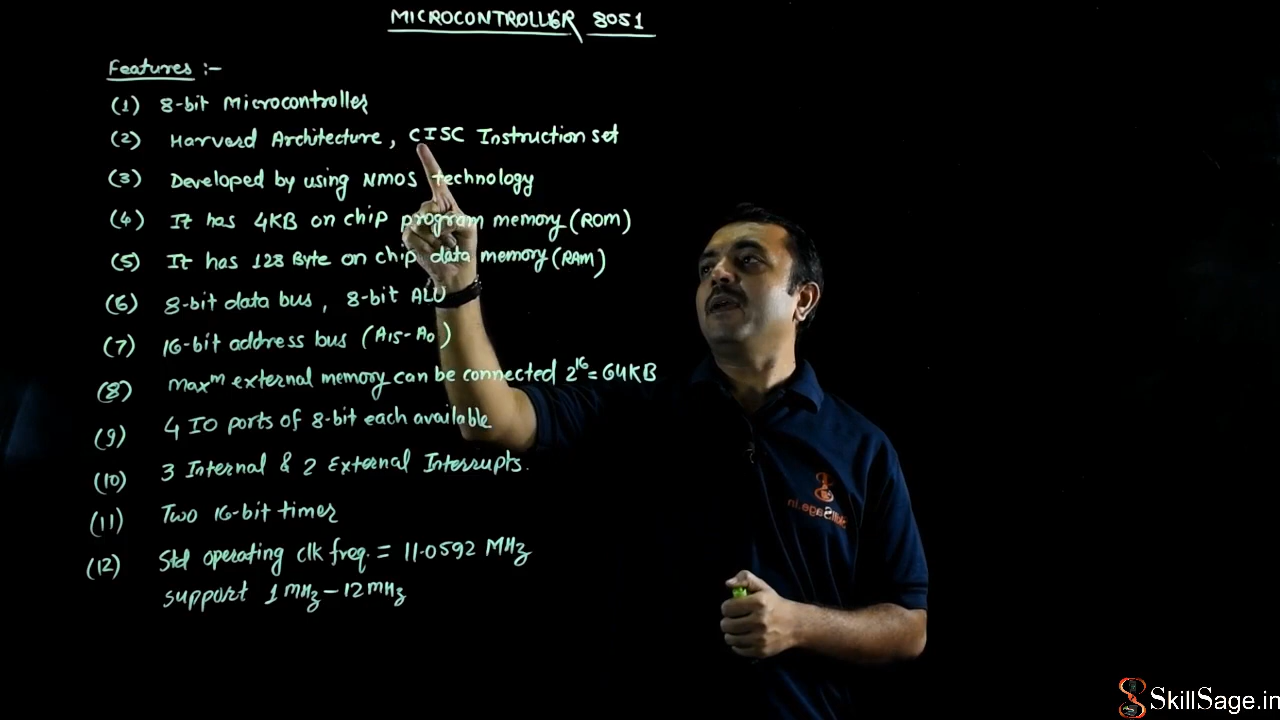 MICROCONTROLLER 8051
Features :-
(1) 8-bit Microcontroller
(2) Harvard Architecture, CISC Instruction set
(3) Developed by using NMOS technology
(4) It has 4KB on chip program memory (ROM)
(5) It has 128 Byte on chip data memory (RAM)
(6) 8-bit data bus, 8-bit ALU
(7) 16-bit address bus (A15-A0)
(8) maxᵐ external memory can be connected 2¹⁶ = 64KB
(9) 4 IO ports of 8-bit each available
(10) 3 Internal & 2 External Interrupts.
(11) Two 16-bit timer
(12) Std operating clk freq. = 11.0592 MHz
support 1 MHz - 12 MHz
SkillSage.in
SkillSage.in